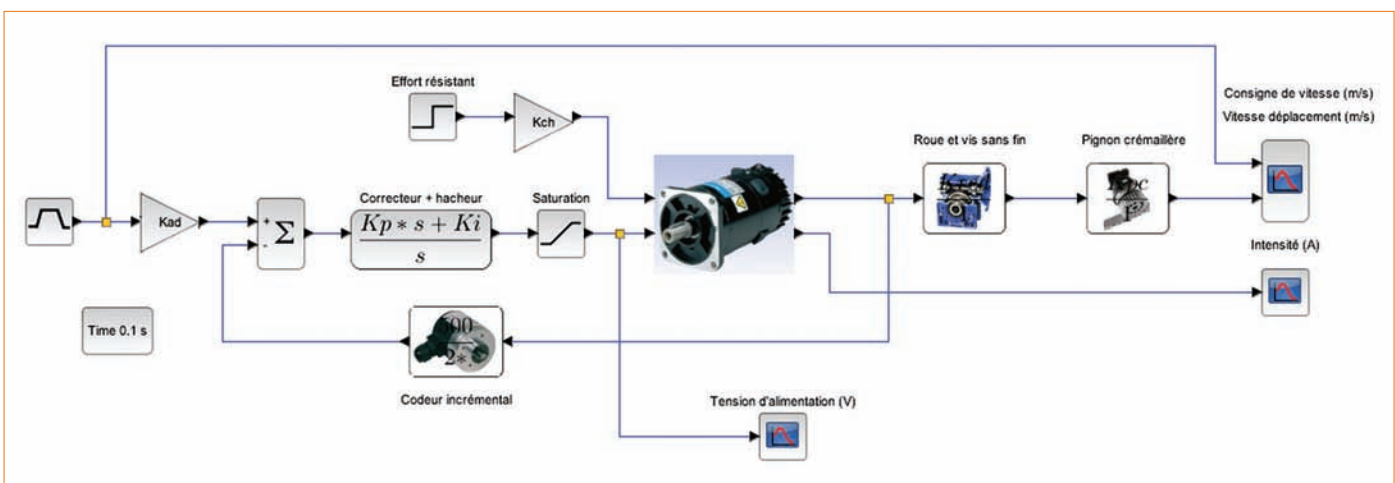 Effort résistant
Kch
Consigne de vitesse (m/s)
Vitesse déplacement (m/s)
Roue et vis sans fin
Pignon crémaillère
Correcteur + hacheur
Saturation
Kad
+
-
Σ
Kp * s + Ki
s
Intensité (A)
Time 0.1 s
2*
Codeur incrémental
Tension d'alimentation (V)